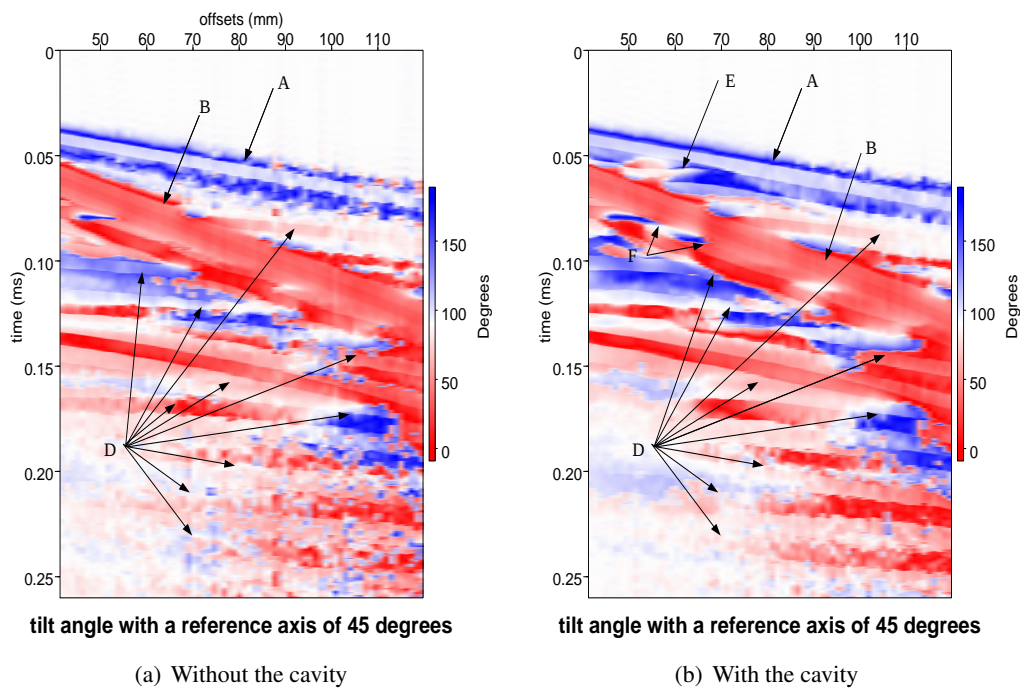 offsets (mm)
50 60 70 80 90 100 110
0
0.05
0.10
0.15
0.20
0.25
time (ms)
A
B
D
150
100
50
0
Degrees
tilt angle with a reference axis of 45 degrees
(a) Without the cavity
50 60 70 80 90 100 110
0
0.05
0.10
0.15
0.20
0.25
time (ms)
E
A
B
F
D
150
100
50
0
Degrees
tilt angle with a reference axis of 45 degrees
(b) With the cavity